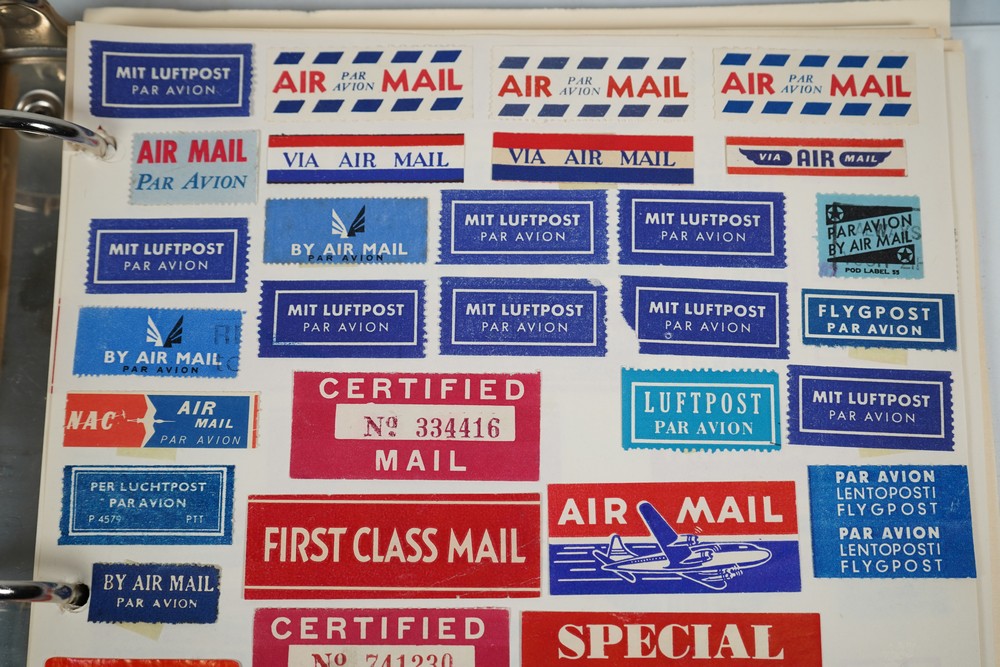 MIT LUFTPOST
PAR AVION
AIR PAR AVION MAIL
AIR PAR AVION MAIL
AIR PAR AVION MAIL
AIR MAIL
PAR AVION
VIA AIR MAIL
VIA AIR MAIL
VIA AIR MAIL
MIT LUFTPOST
PAR AVION
BY AIR MAIL
PAR AVION
MIT LUFTPOST
PAR AVION
MIT LUFTPOST
PAR AVION
PAR AVION
BY AIR MAIL
POD LABEL 33
BY AIR MAIL
PAR AVION
MIT LUFTPOST
PAR AVION
MIT LUFTPOST
PAR AVION
MIT LUFTPOST
PAR AVION
FLYGPOST
PAR AVION
NAC AIR
MAIL
PAR AVION
CERTIFIED
Nº 334416
MAIL
LUFTPOST
PAR AVION
MIT LUFTPOST
PAR AVION
PER LUCHTPOST
PAR AVION
P 4579 PTT
FIRST CLASS MAIL
AIR MAIL
PAR AVION
LENTOPOSTI
FLYGPOST
PAR AVION
LENTOPOSTI
FLYGPOST
BY AIR MAIL
PAR AVION
CERTIFIED
Nº 741230
SPECIAL